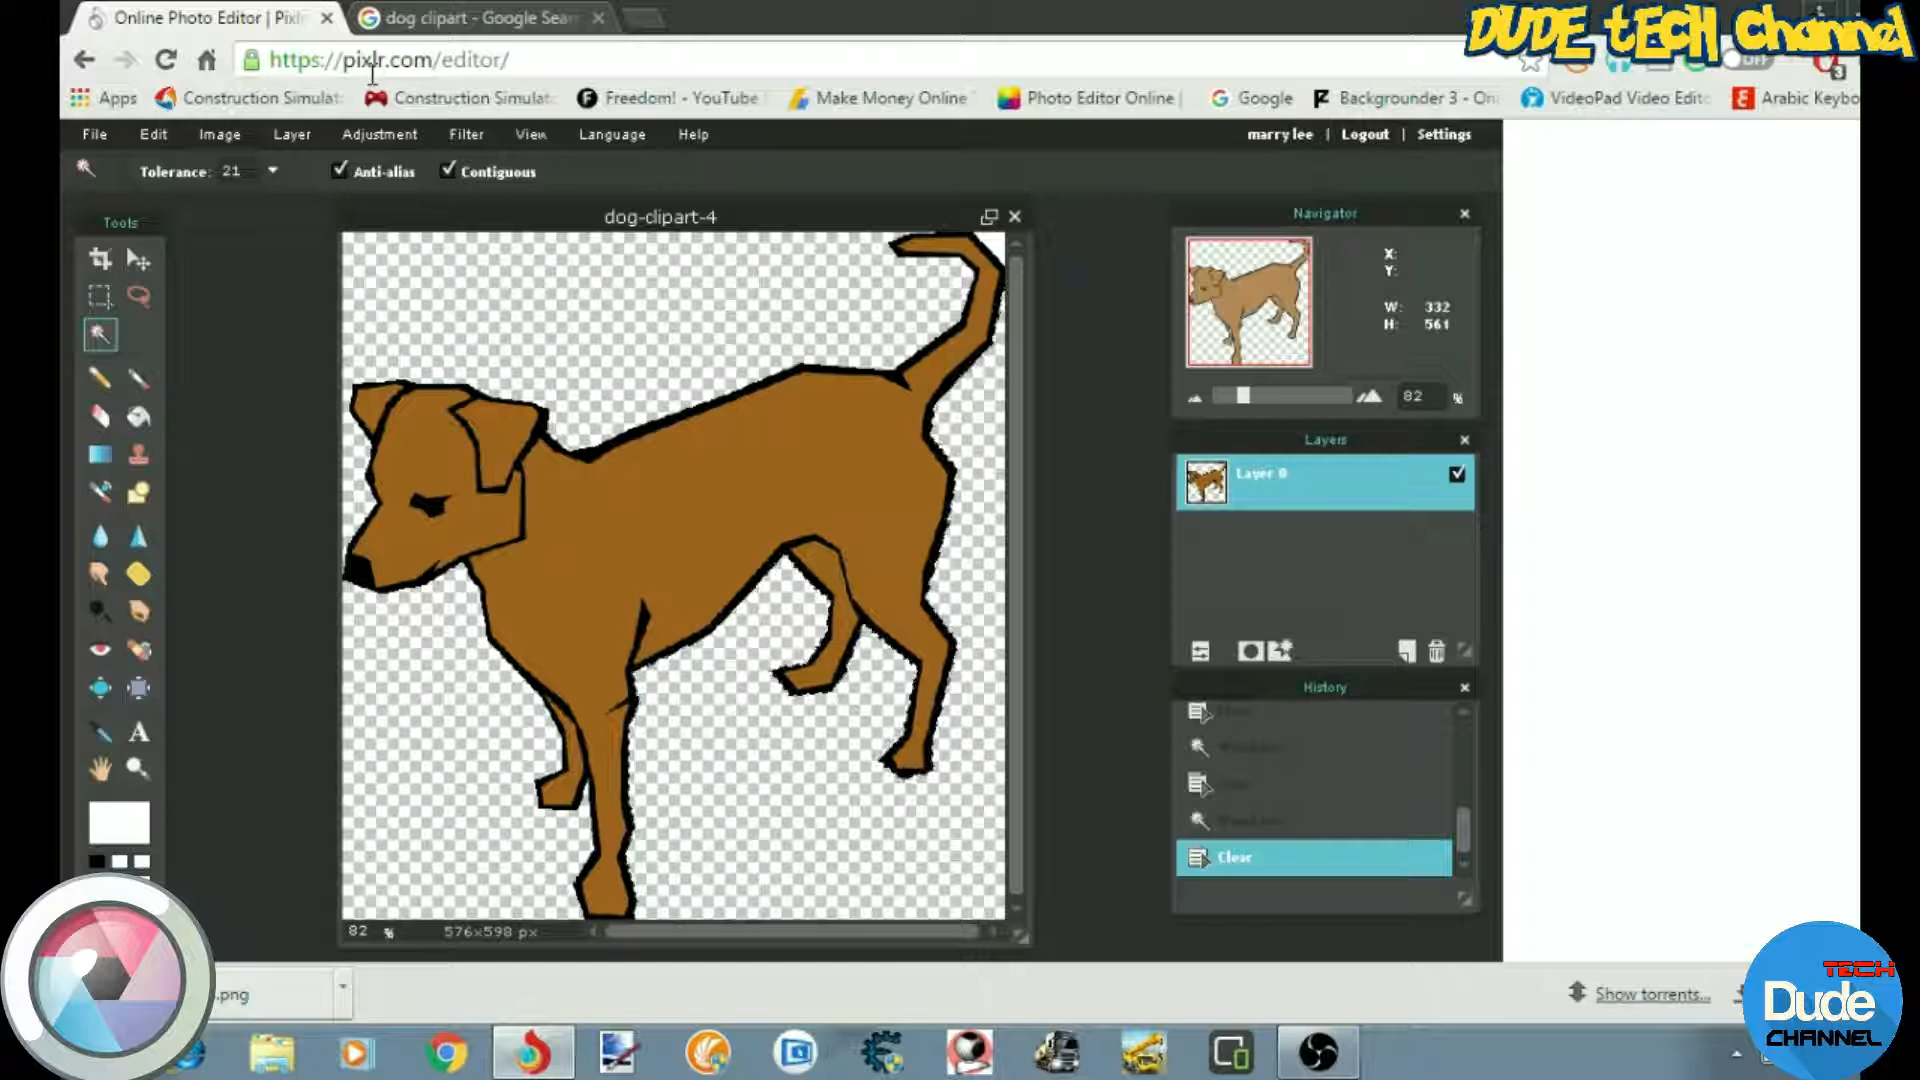 Online Photo Editor | Pixlr
dog clipart - Google Sear
DUDE tECH Channel
https://pixlr.com/editor/
OFF
3
Apps
Construction Simulat
Construction Simulat
Freedom! - YouTube
Make Money Online
Photo Editor Online |
Google
Backgrounder 3 - On
VideoPad Video Edit
Arabic Keybo
File
Edit
Image
Layer
Adjustment
Filter
View
Language
Help
marry lee | Logout | Settings
Tolerance: 21
Anti-alias
Contiguous
Tools
dog-clipart-4
Navigator
X:
Y:
W: 332
H: 561
82 %
Layers
Layer 0
History
Clear
A
82 %
576x598 px
.png
Show torrents...
TECH
Dude
CHANNEL